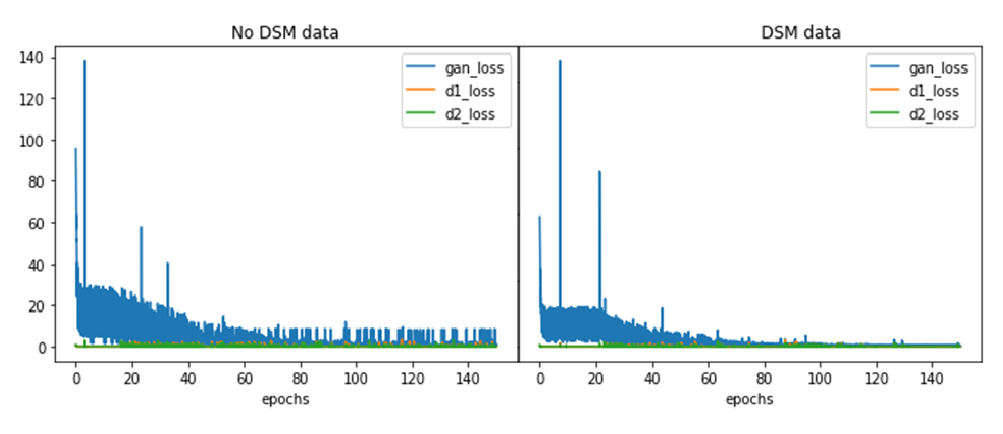 No DSM data
DSM data
gan_loss
d1_loss
d2_loss
gan_loss
d1_loss
d2_loss
140
120
100
80
60
40
20
0
0 20 40 60 80 100 120 140
epochs
0 20 40 60 80 100 120 140
epochs